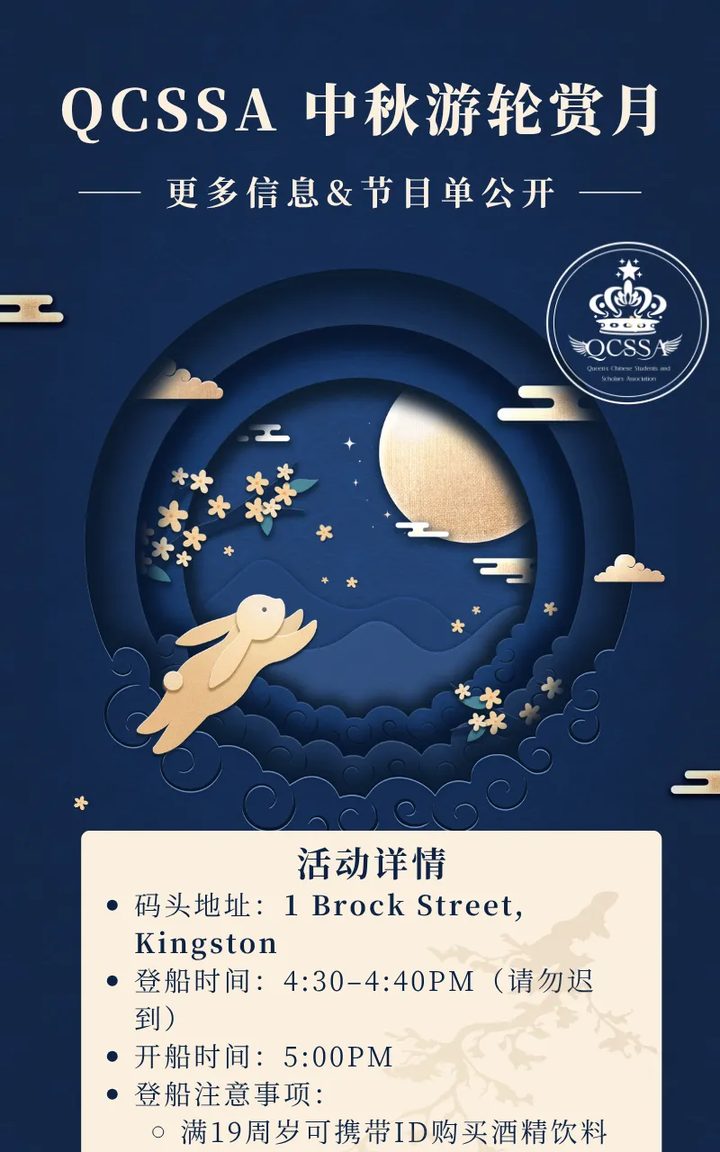 QCSSA 中秋游轮赏月
更多信息&节目单公开
QCSSA
Queen's Chinese Students and
Scholars Association
活动详情
码头地址：1 Brock Street,
Kingston
登船时间：4:30–4:40PM（请勿迟
到）
开船时间：5:00PM
登船注意事项：
满19周岁可携带ID购买酒精饮料